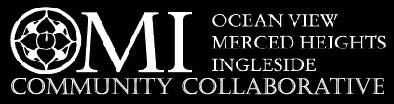 OMI
OCEAN VIEW
MERCED HEIGHTS
INGLESIDE
COMMUNITY COLLABORATIVE